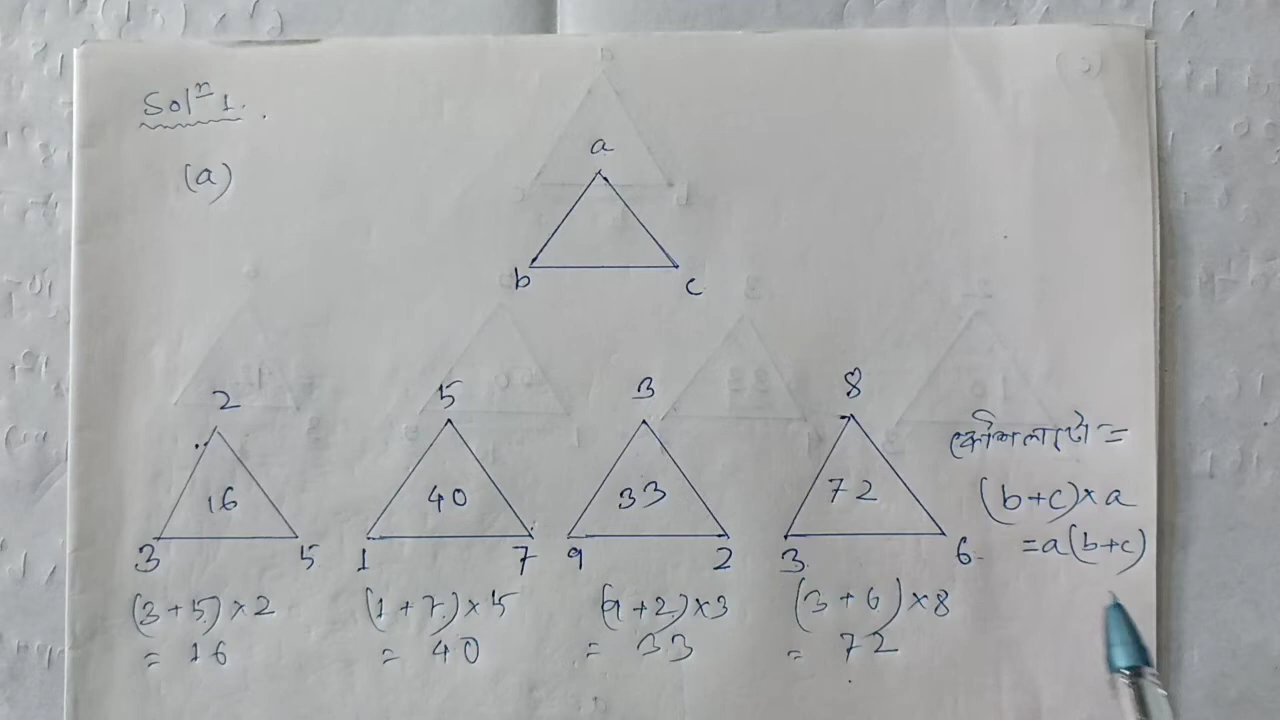 Solⁿ 1.
(a)
a
b c
2 5 3 8
16 40 33 72
কৌশলটো =
(b+c)×a
=a(b+c)
3 5 1 7 9 2 3 6
(3+5)×2 (1+7)×5 (9+2)×3 (3+6)×8
= 16 = 40 = 33 = 72